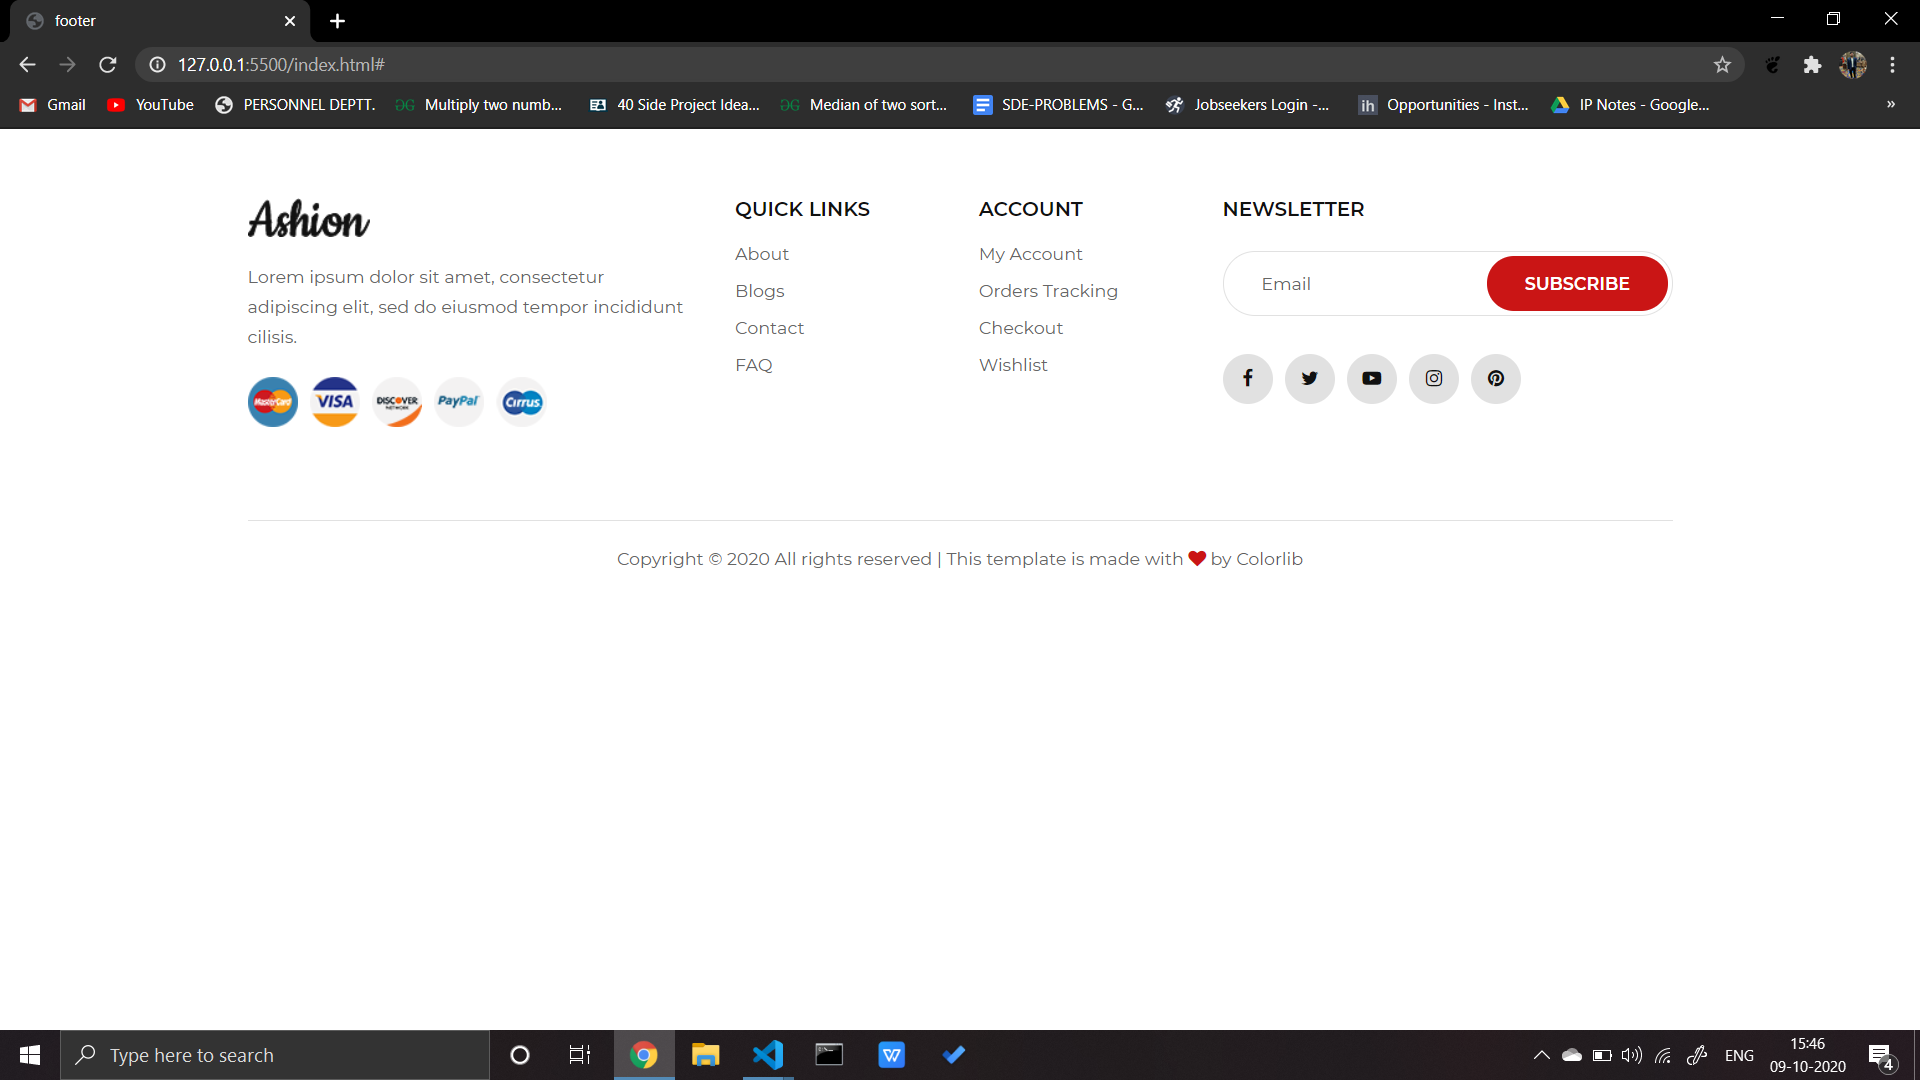 footer
127.0.0.1:5500/index.html#
Gmail
YouTube
PERSONNEL DEPTT.
Multiply two numb...
40 Side Project Idea...
Median of two sort...
SDE-PROBLEMS - G...
Jobseekers Login -...
ih
Opportunities - Inst...
IP Notes - Google...
»
Ashion
Lorem ipsum dolor sit amet, consectetur
adipiscing elit, sed do eiusmod tempor incididunt
cilisis.
MasterCard
VISA
DISCOVER
NETWORK
PayPal
Cirrus
QUICK LINKS
About
Blogs
Contact
FAQ
ACCOUNT
My Account
Orders Tracking
Checkout
Wishlist
NEWSLETTER
Email
SUBSCRIBE
Copyright © 2020 All rights reserved | This template is made with ❤ by Colorlib
Type here to search
W
ENG
15:46
09-10-2020
4